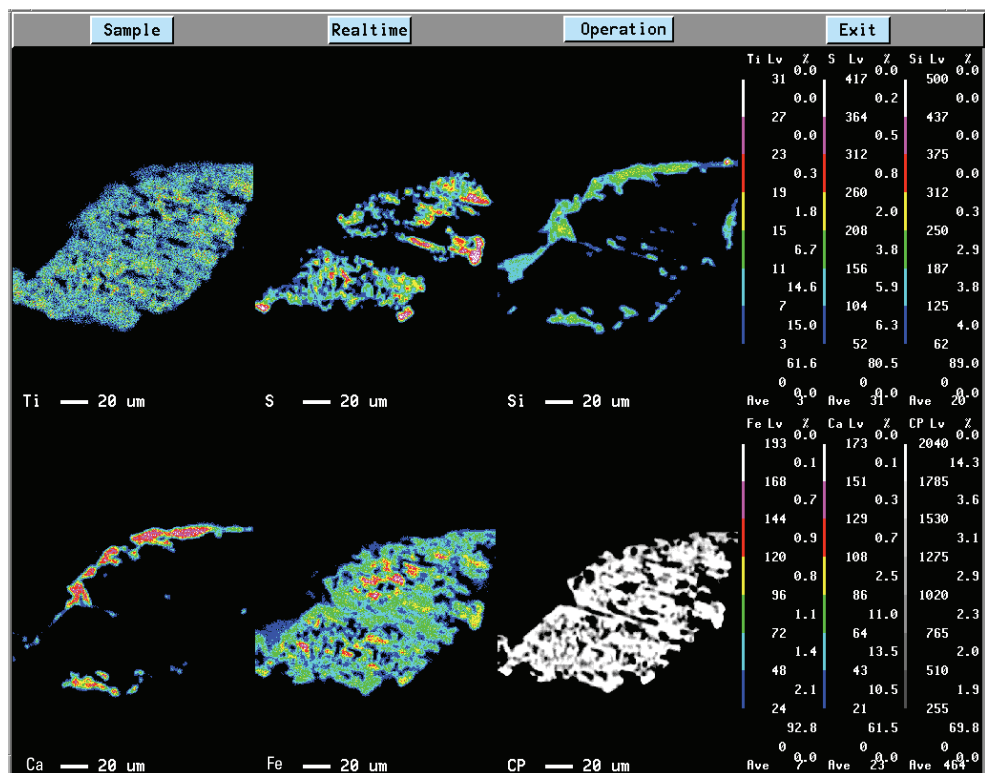 Sample Realtime Operation Exit
Ti Lv % S Lv % Si Lv %
0.0 0.0 0.0
31 417 500
0.0 0.2 0.0
27 364 437
0.0 0.5 0.0
23 312 375
0.3 0.8 0.0
19 260 312
1.8 2.0 0.3
15 208 250
6.7 3.8 2.9
11 156 187
14.6 5.9 3.8
7 104 125
15.0 6.3 4.0
3 52 62
61.6 80.5 89.0
0 0 0
0.0 0.0 0.0
Ti 20 um S 20 um Si 20 um Ave 3 Ave 31 Ave 20
Fe Lv % Ca Lv % CP Lv %
0.0 0.0 0.0
193 173 2040
0.1 0.1 14.3
168 151 1785
0.7 0.3 3.6
144 129 1530
0.9 0.7 3.1
120 108 1275
0.8 2.5 2.9
96 86 1020
1.1 11.0 2.3
72 64 765
1.4 13.5 2.0
48 43 510
2.1 10.5 1.9
24 21 255
92.8 61.5 69.8
0 0 0
0.0 0.0 0.0
Ca 20 um Fe 20 um CP 20 um Ave 7 Ave 23 Ave 464